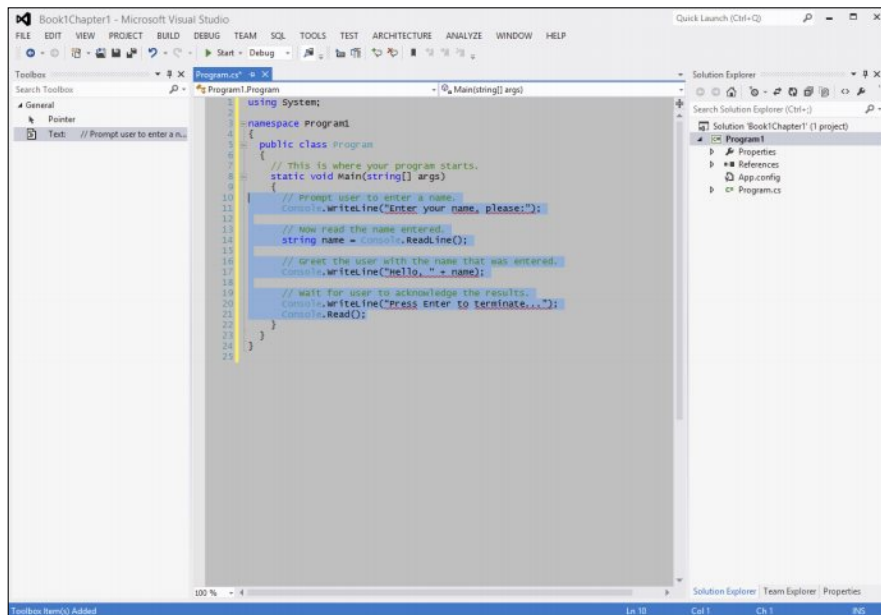 Book1Chapter1 - Microsoft Visual Studio
Quick Launch (Ctrl+Q)
FILE EDIT VIEW PROJECT BUILD DEBUG TEAM SQL TOOLS TEST ARCHITECTURE ANALYZE WINDOW HELP
Start Debug
Toolbox
Search Toolbox
General
Pointer
Text: // Prompt user to enter a n...
Program.cs*
Program1.Program
Main(string[] args)
1 using System;
2
3 namespace Program1
4 {
5 public class Program
6 {
7 // This is where your program starts.
8 static void Main(string[] args)
9 {
10 // Prompt user to enter a name.
11 Console.WriteLine("Enter your name, please:");
12
13 // Now read the name entered.
14 string name = Console.ReadLine();
15
16 // Greet the user with the name that was entered.
17 Console.WriteLine("Hello, " + name);
18
19 // Wait for user to acknowledge the results.
20 Console.WriteLine("Press Enter to terminate...");
21 Console.Read();
22 }
23 }
24 }
25
100 %
Solution Explorer
Search Solution Explorer (Ctrl+;)
Solution 'Book1Chapter1' (1 project)
Program1
Properties
References
App.config
Program.cs
Solution Explorer Team Explorer Properties
Toolbox Item(s) Added
Ln 10 Col 1 Ch 1 INS